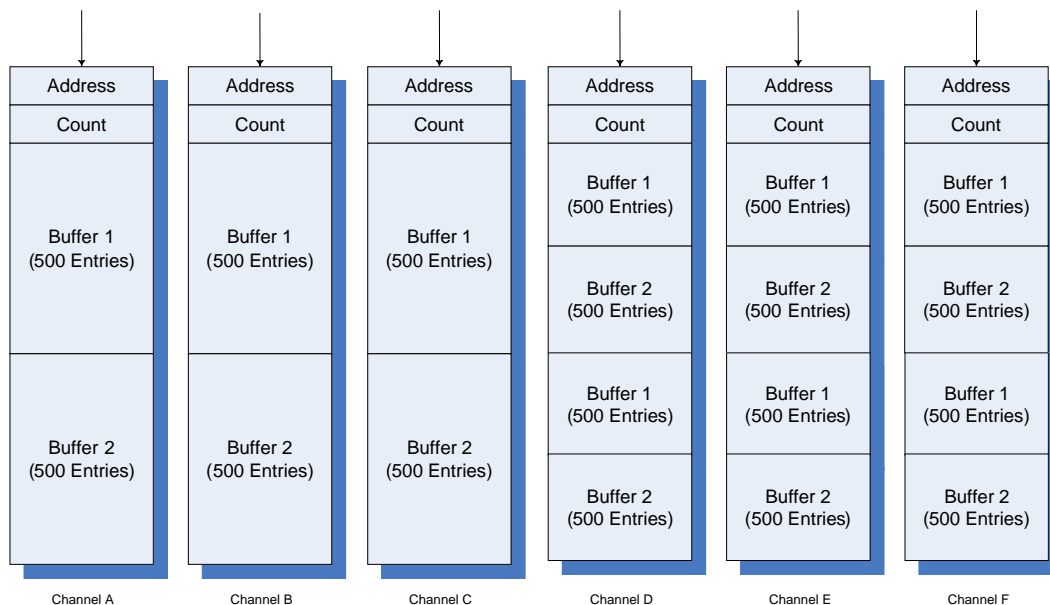 Address
Count
Buffer 1
(500 Entries)
Buffer 2
(500 Entries)
Channel A
Address
Count
Buffer 1
(500 Entries)
Buffer 2
(500 Entries)
Channel B
Address
Count
Buffer 1
(500 Entries)
Buffer 2
(500 Entries)
Channel C
Address
Count
Buffer 1
(500 Entries)
Buffer 2
(500 Entries)
Buffer 1
(500 Entries)
Buffer 2
(500 Entries)
Channel D
Address
Count
Buffer 1
(500 Entries)
Buffer 2
(500 Entries)
Buffer 1
(500 Entries)
Buffer 2
(500 Entries)
Channel E
Address
Count
Buffer 1
(500 Entries)
Buffer 2
(500 Entries)
Buffer 1
(500 Entries)
Buffer 2
(500 Entries)
Channel F